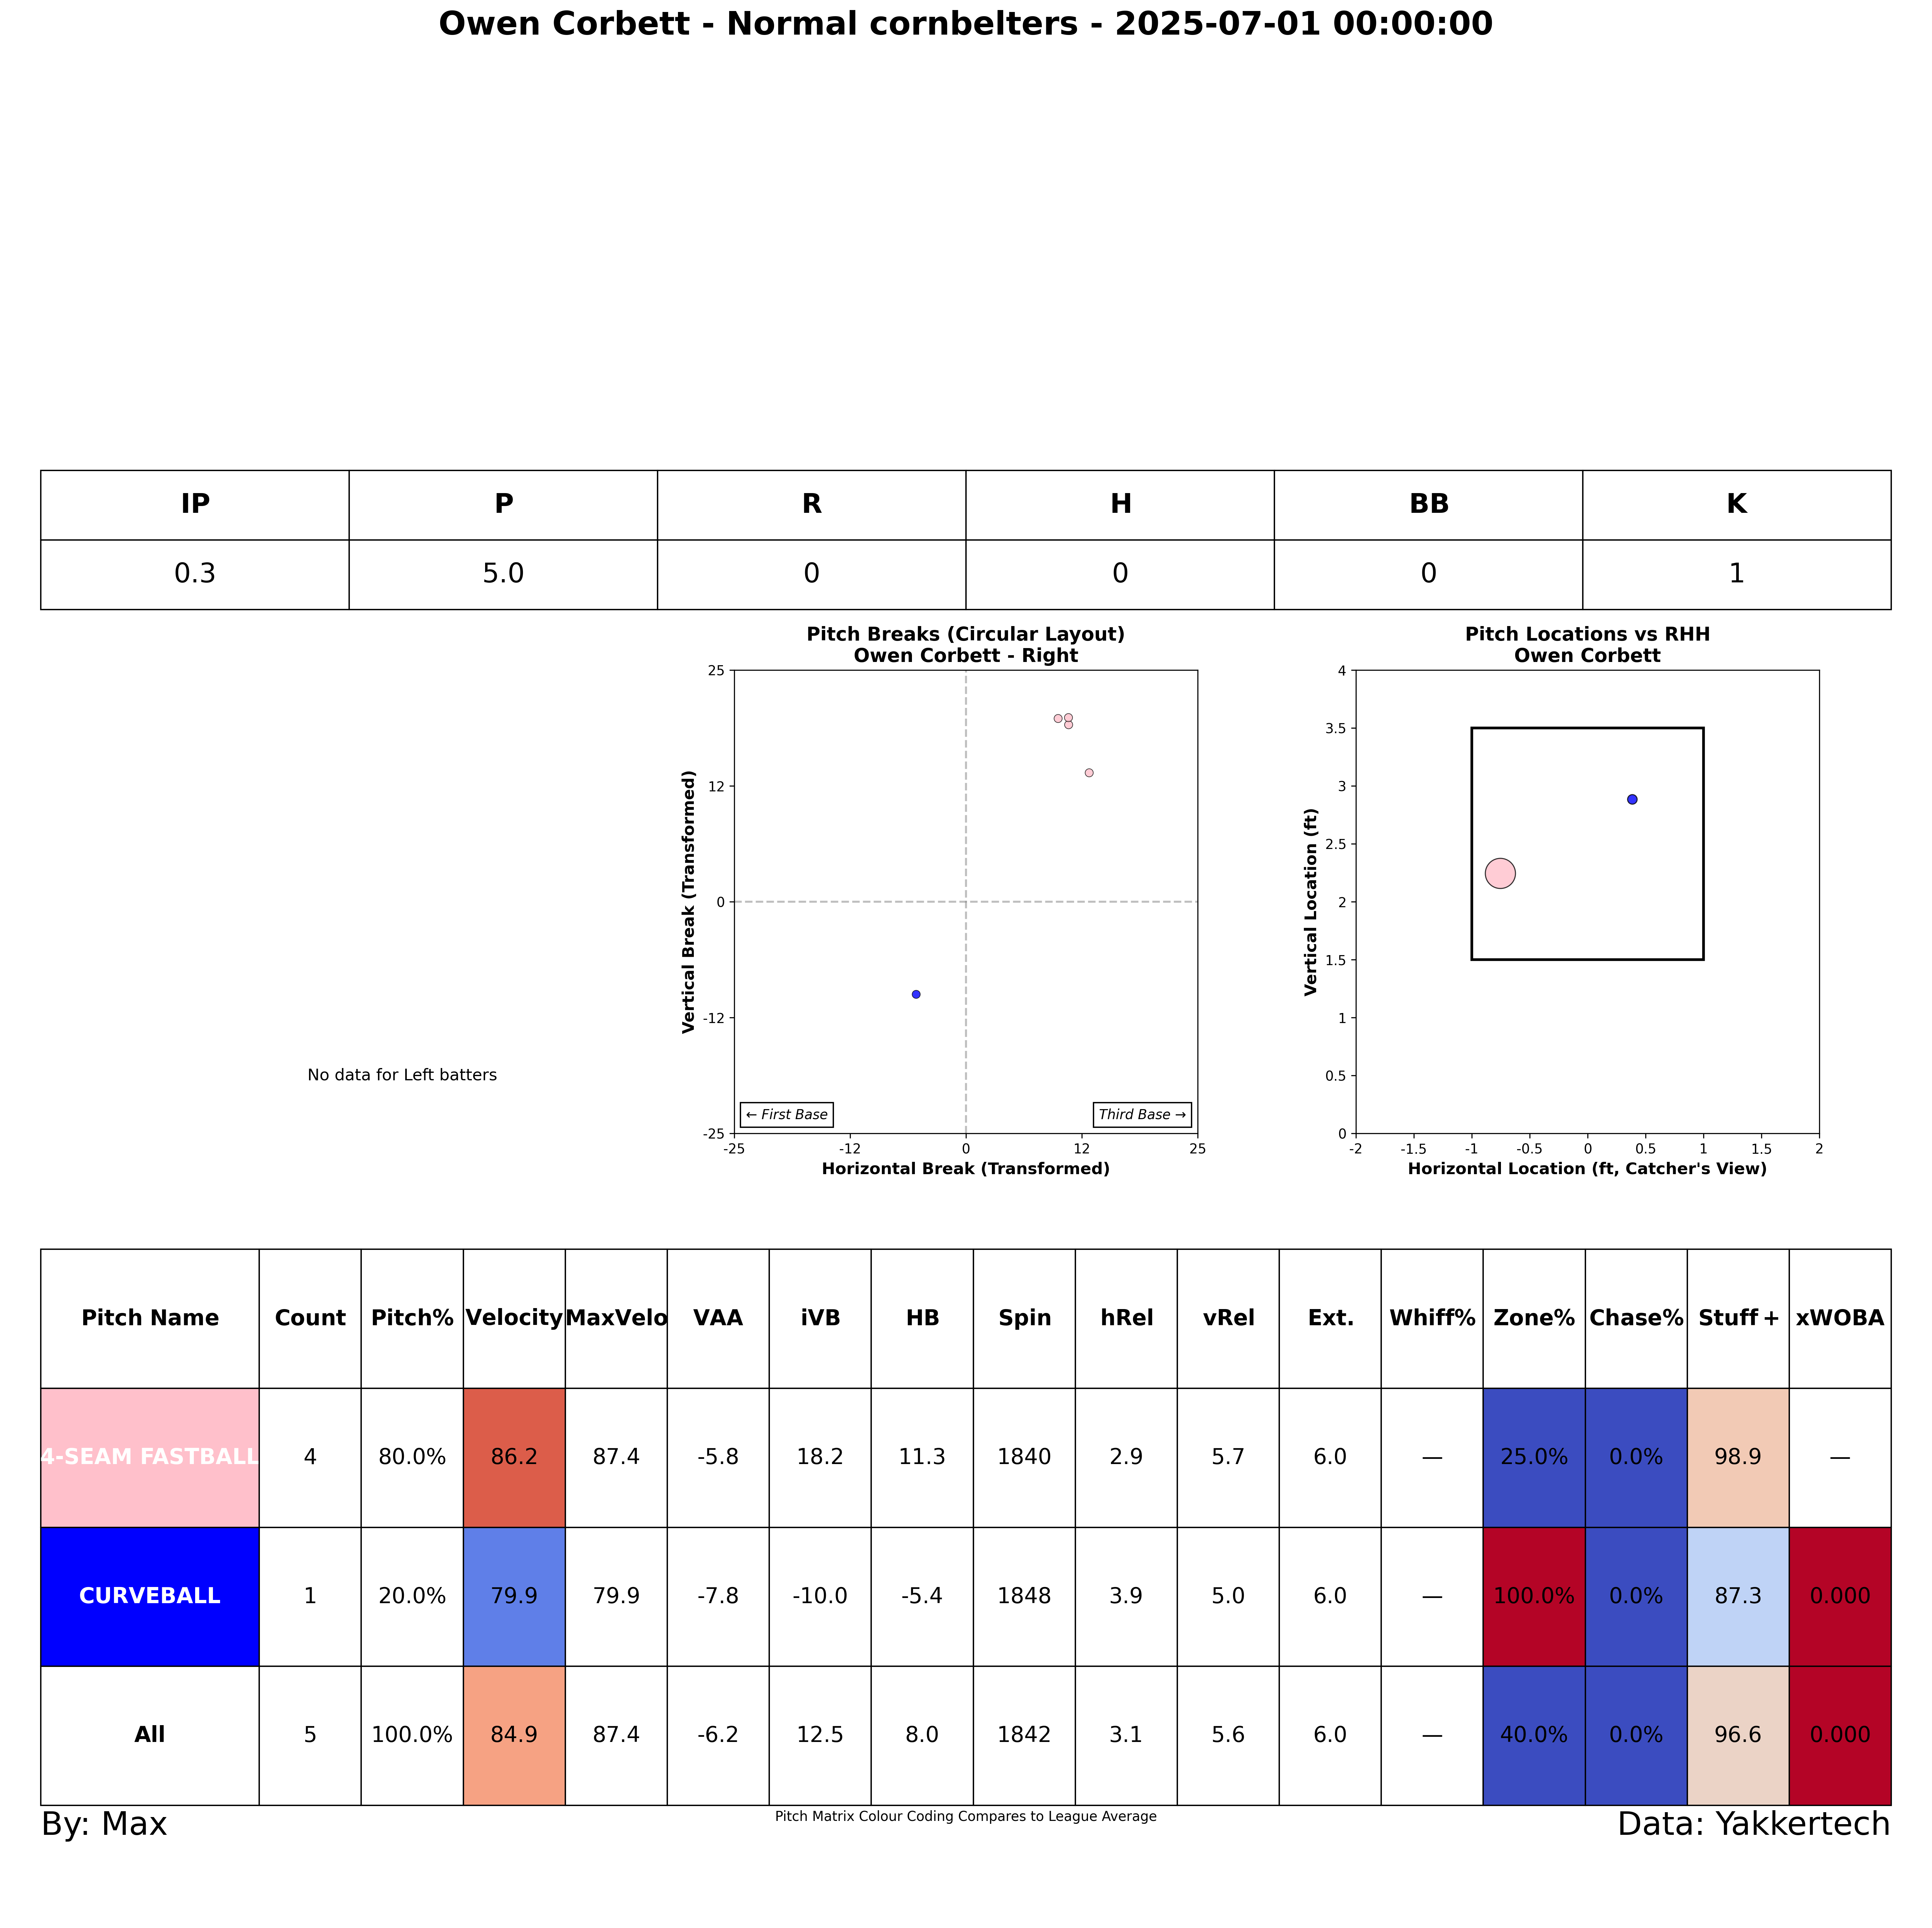 Owen Corbett - Normal cornbelters - 2025-07-01 00:00:00
IP P R H BB K
0.3 5.0 0 0 0 1
No data for Left batters
Pitch Breaks (Circular Layout)
Owen Corbett - Right
Vertical Break (Transformed)
25
12
0
-12
-25
← First Base
Third Base →
-25 -12 0 12 25
Horizontal Break (Transformed)
Pitch Locations vs RHH
Owen Corbett
Vertical Location (ft)
4
3.5
3
2.5
2
1.5
1
0.5
0
-2 -1.5 -1 -0.5 0 0.5 1 1.5 2
Horizontal Location (ft, Catcher's View)
Pitch Name Count Pitch% Velocity MaxVelo VAA iVB HB Spin hRel vRel Ext. Whiff% Zone% Chase% Stuff+ xWOBA
4-SEAM FASTBALL 4 80.0% 86.2 87.4 -5.8 18.2 11.3 1840 2.9 5.7 6.0 — 25.0% 0.0% 98.9 —
CURVEBALL 1 20.0% 79.9 79.9 -7.8 -10.0 -5.4 1848 3.9 5.0 6.0 — 100.0% 0.0% 87.3 0.000
All 5 100.0% 84.9 87.4 -6.2 12.5 8.0 1842 3.1 5.6 6.0 — 40.0% 0.0% 96.6 0.000
By: Max
Pitch Matrix Colour Coding Compares to League Average
Data: Yakkertech